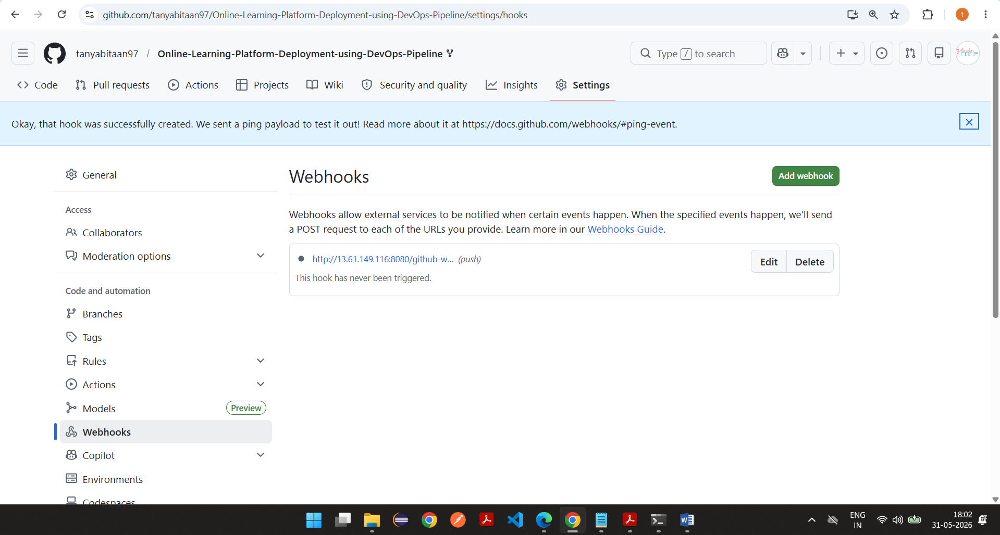 github.com/tanyabitaan97/Online-Learning-Platform-Deployment-using-DevOps-Pipeline/settings/hooks
t
tanyabitaan97 / Online-Learning-Platform-Deployment-using-DevOps-Pipeline
Type / to search
girls who CODE
Code
Pull requests
Actions
Projects
Wiki
Security and quality
Insights
Settings
Okay, that hook was successfully created. We sent a ping payload to test it out! Read more about it at https://docs.github.com/webhooks/#ping-event.
General
Access
Collaborators
Moderation options
Code and automation
Branches
Tags
Rules
Actions
Models
Preview
Webhooks
Copilot
Environments
Codespaces
Webhooks
Add webhook
Webhooks allow external services to be notified when certain events happen. When the specified events happen, we'll send
a POST request to each of the URLs you provide. Learn more in our Webhooks Guide.
http://13.61.149.116:8080/github-w... (push)
Edit
Delete
This hook has never been triggered.
ENG
IN
18:02
31-05-2026